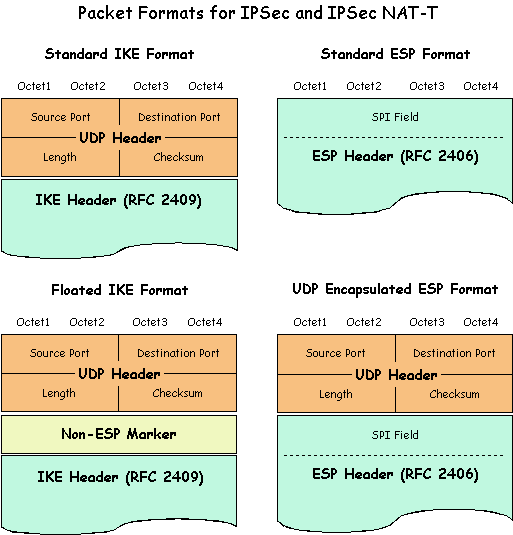 Packet Formats for IPSec and IPSec NAT-T
Standard IKE Format
Octet1 Octet2 Octet3 Octet4
Source Port Destination Port
UDP Header
Length Checksum
IKE Header (RFC 2409)
Standard ESP Format
Octet1 Octet2 Octet3 Octet4
SPI Field
ESP Header (RFC 2406)
Floated IKE Format
Octet1 Octet2 Octet3 Octet4
Source Port Destination Port
UDP Header
Length Checksum
Non-ESP Marker
IKE Header (RFC 2409)
UDP Encapsulated ESP Format
Octet1 Octet2 Octet3 Octet4
Source Port Destination Port
UDP Header
Length Checksum
SPI Field
ESP Header (RFC 2406)